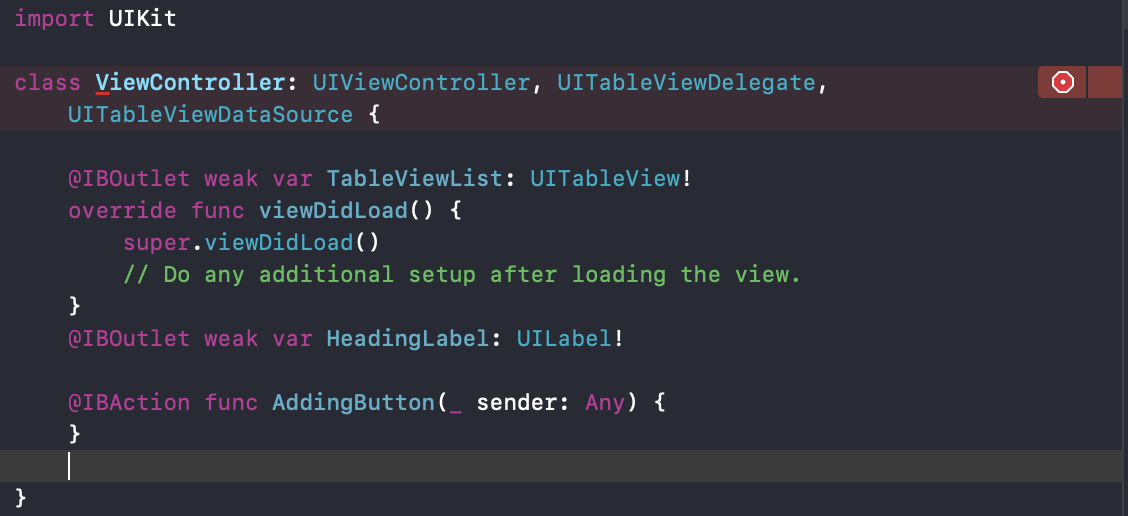 import UIKit
class ViewController: UIViewController, UITableViewDelegate,
UITableViewDataSource {
@IBOutlet weak var TableViewList: UITableView!
override func viewDidLoad() {
super.viewDidLoad()
// Do any additional setup after loading the view.
}
@IBOutlet weak var HeadingLabel: UILabel!
@IBAction func AddingButton(_ sender: Any) {
}
}